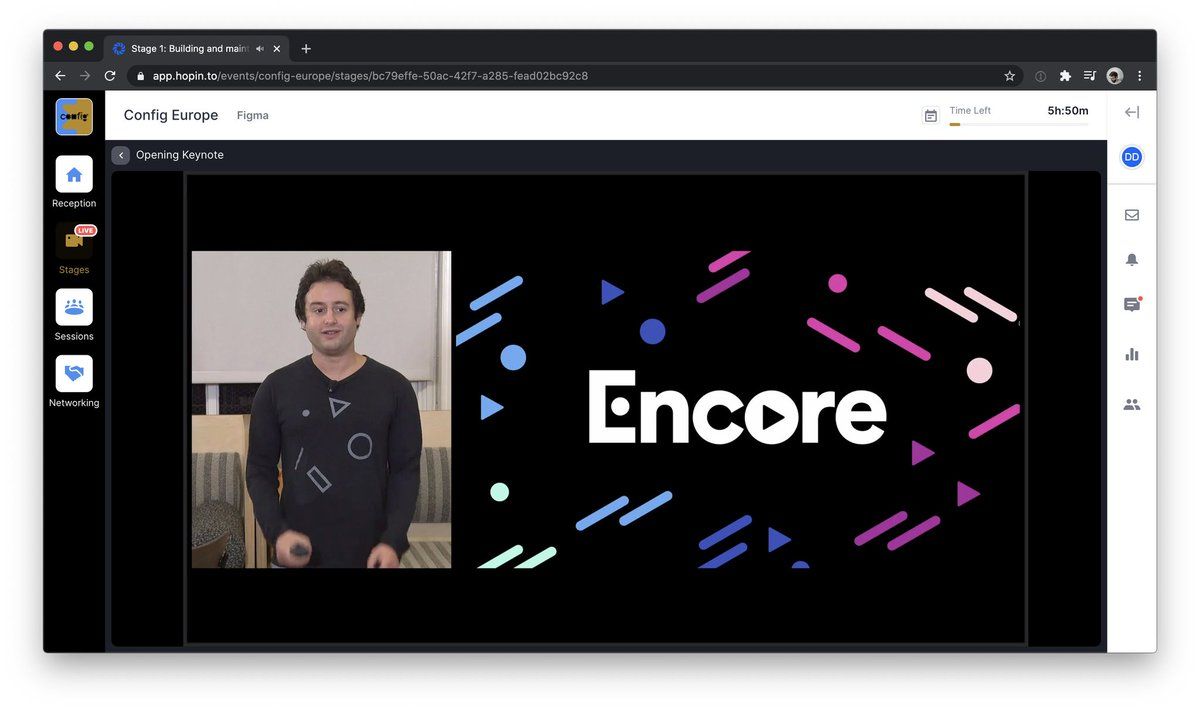 Stage 1: Building and maint
app.hopin.to/events/config-europe/stages/bc79effe-50ac-42f7-a285-fead02bc92c8
config
Config Europe
Figma
Time Left
5h:50m
Opening Keynote
DD
Reception
LIVE
Stages
Sessions
Networking
Encore